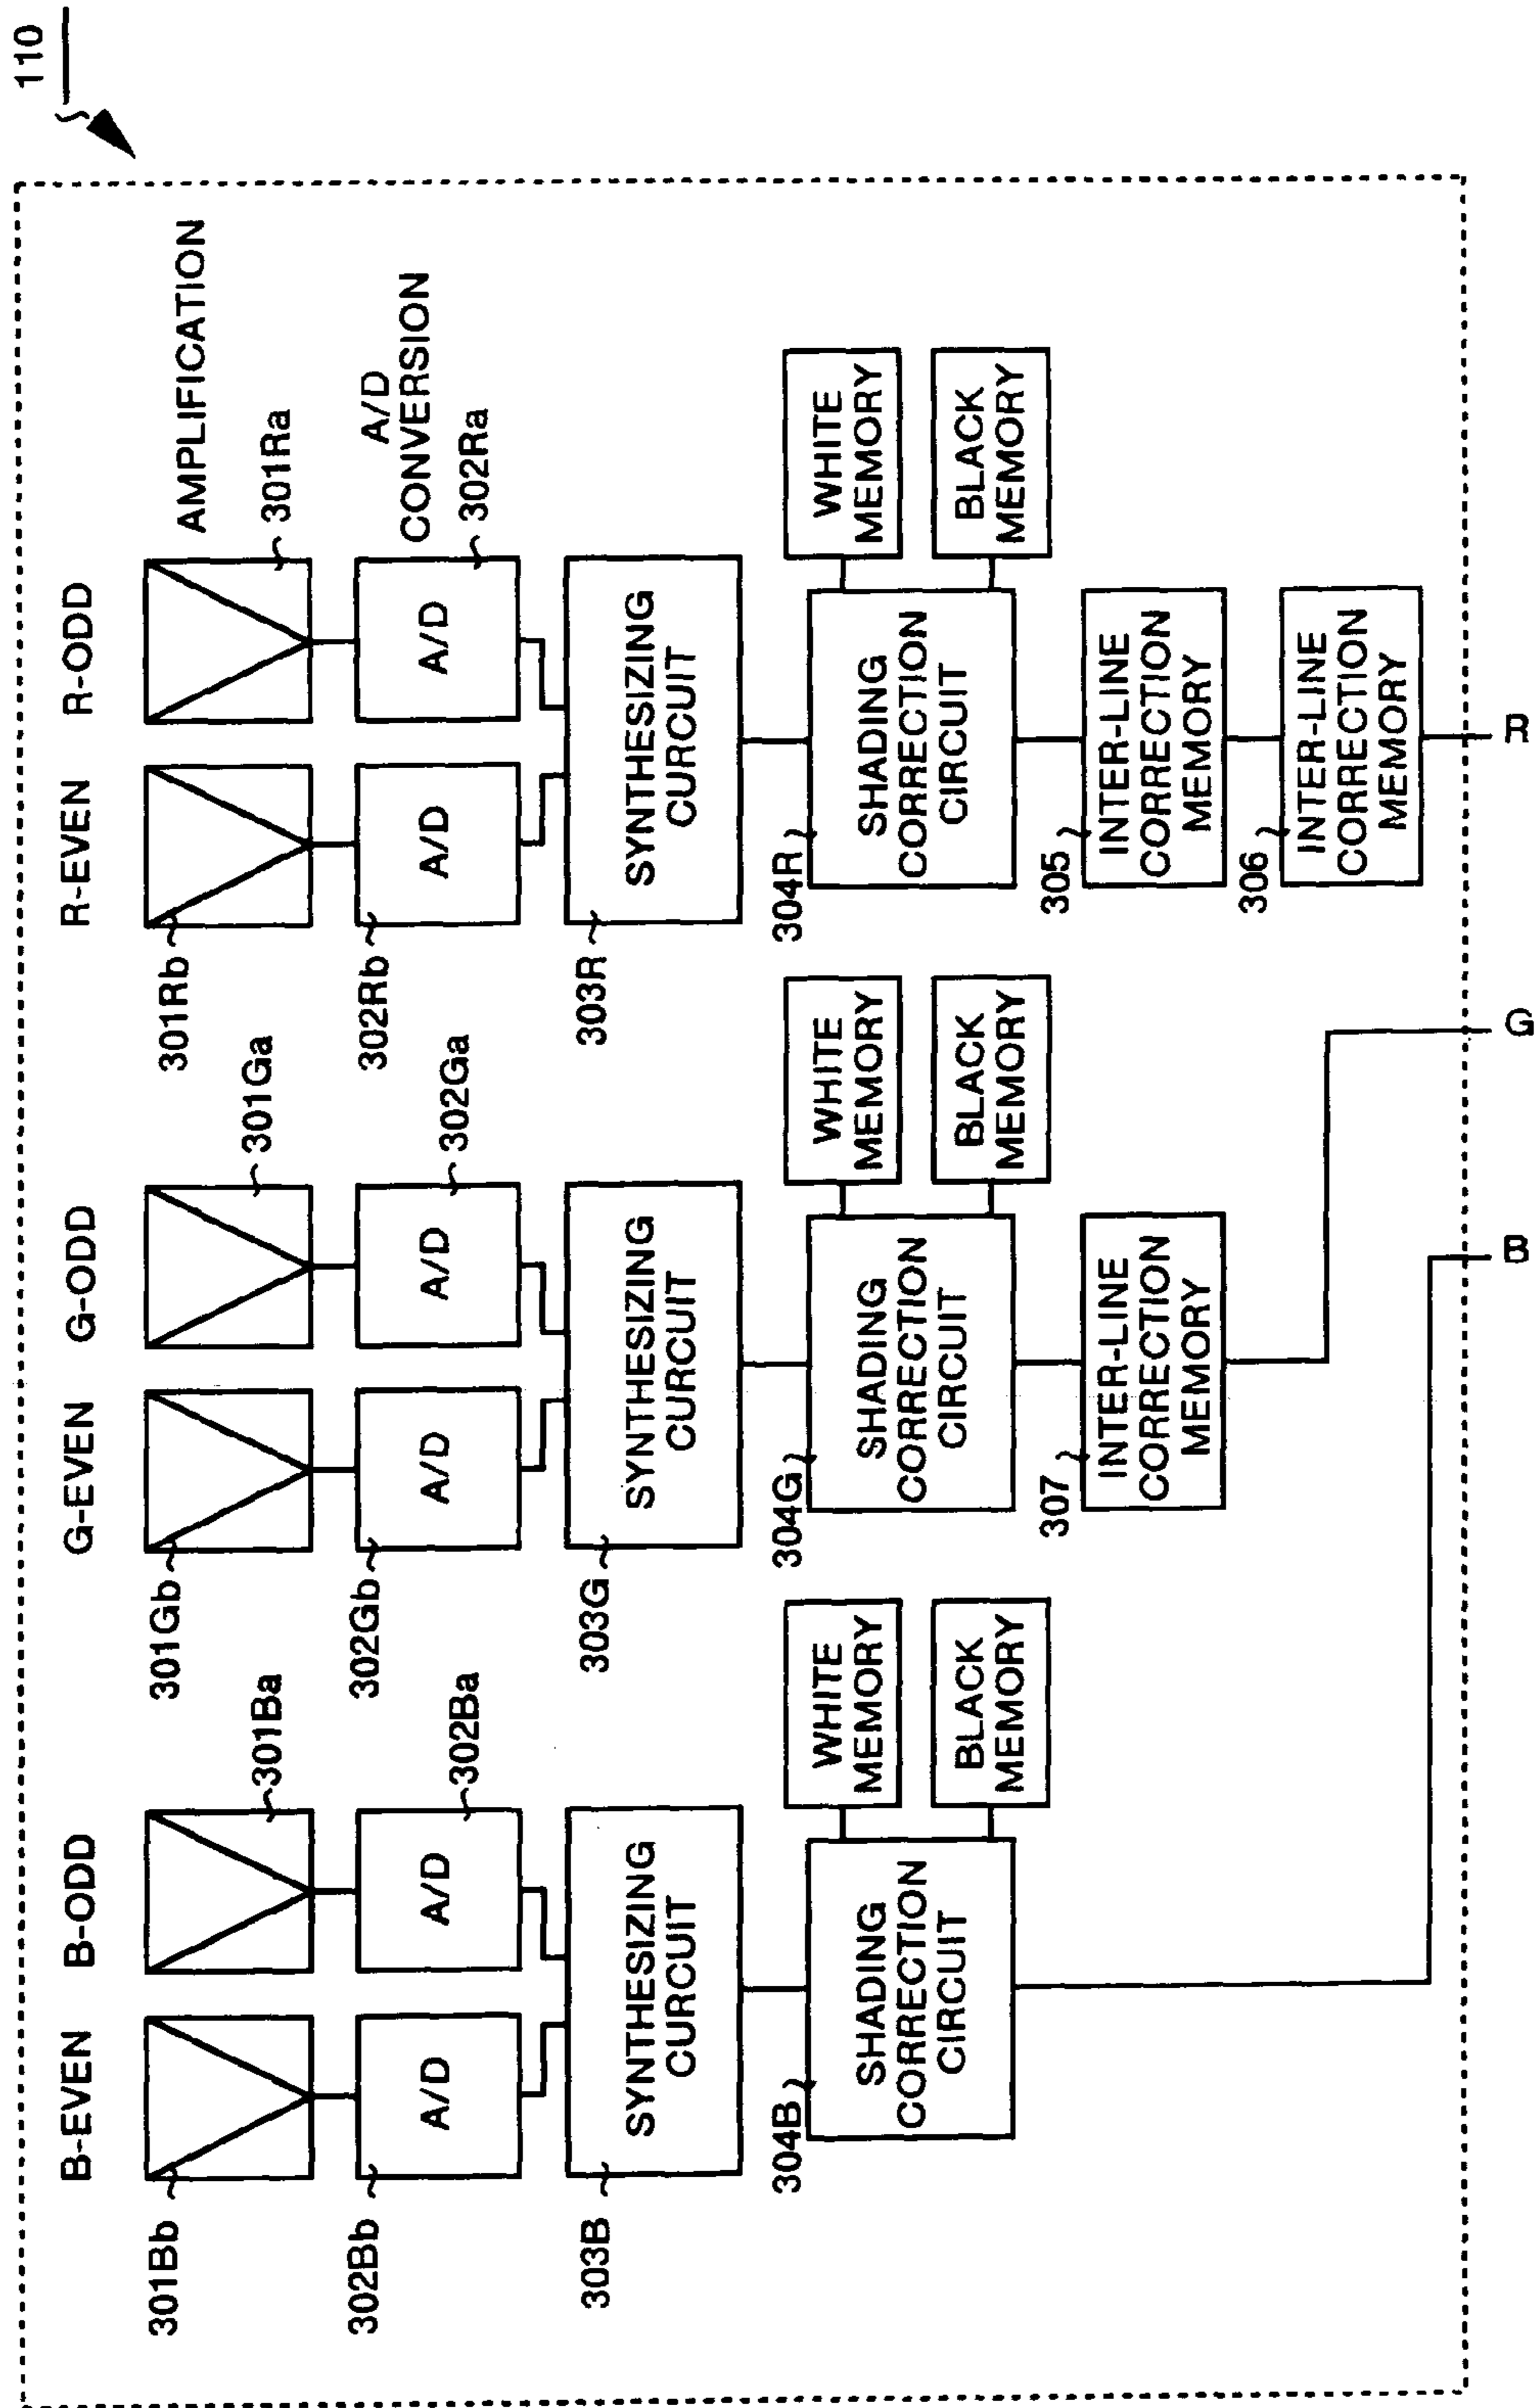 110
B-EVEN B-ODD G-EVEN G-ODD R-EVEN R-ODD
AMPLIFICATION
301Bb
301Ba
301Gb
301Ga
301Rb
301Ra
A/D
CONVERSION
302Bb
A/D
A/D
302Ba
302Gb
A/D
A/D
302Ga
302Rb
A/D
A/D
302Ra
303B
SYNTHESIZING
CURCUIT
303G
SYNTHESIZING
CURCUIT
303R
SYNTHESIZING
CURCUIT
304B
SHADING
CORRECTION
CIRCUIT
WHITE
MEMORY
BLACK
MEMORY
304G
SHADING
CORRECTION
CIRCUIT
WHITE
MEMORY
BLACK
MEMORY
304R
SHADING
CORRECTION
CIRCUIT
WHITE
MEMORY
BLACK
MEMORY
307
INTER-LINE
CORRECTION
MEMORY
305
INTER-LINE
CORRECTION
MEMORY
306
INTER-LINE
CORRECTION
MEMORY
B
G
R